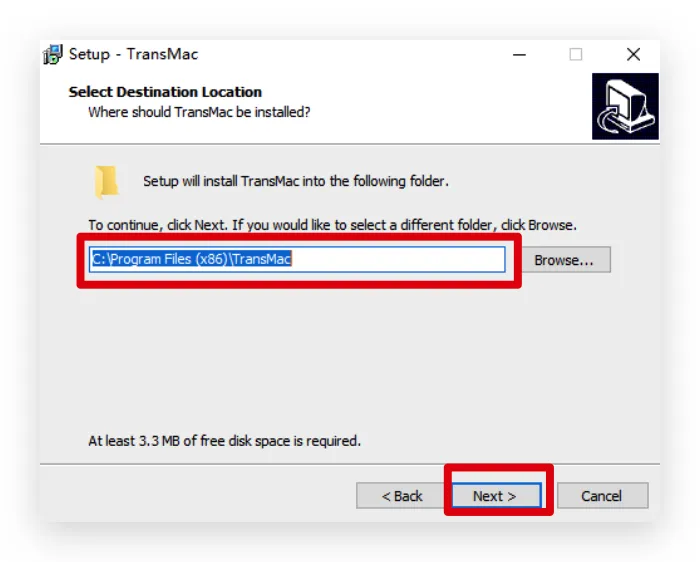 Setup - TransMac
Select Destination Location
Where should TransMac be installed?
Setup will install TransMac into the following folder.
To continue, click Next. If you would like to select a different folder, click Browse.
C:\Program Files (x86)\TransMac
Browse...
At least 3.3 MB of free disk space is required.
< Back
Next >
Cancel